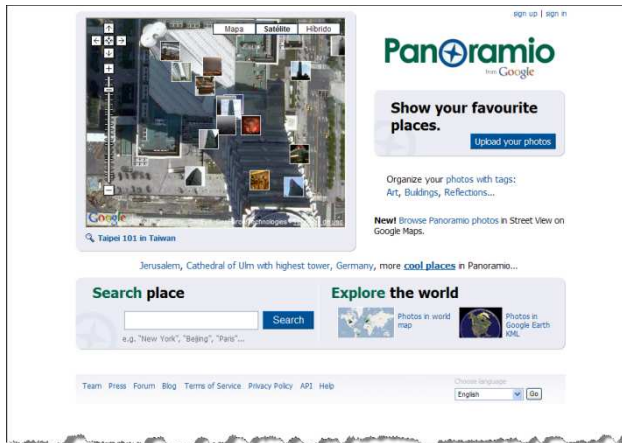 sign up | sign in
Mapa Satélite Híbrido
Panoramio
from Google
Show your favourite
places.
Upload your photos
Organize your photos with tags:
Art, Buildings, Reflections...
New! Browse Panoramio photos in Street View on
Google Maps.
Google
Taipei 101 in Taiwan
Jerusalem, Cathedral of Ulm with highest tower, Germany, more cool places in Panoramio...
Search place
Search
e.g. "New York", "Beijing", "Paris"...
Explore the world
Photos in world
map
Photos in
Google Earth
KML
Team Press Forum Blog Terms of Service Privacy Policy API Help
Choose language
English
Go